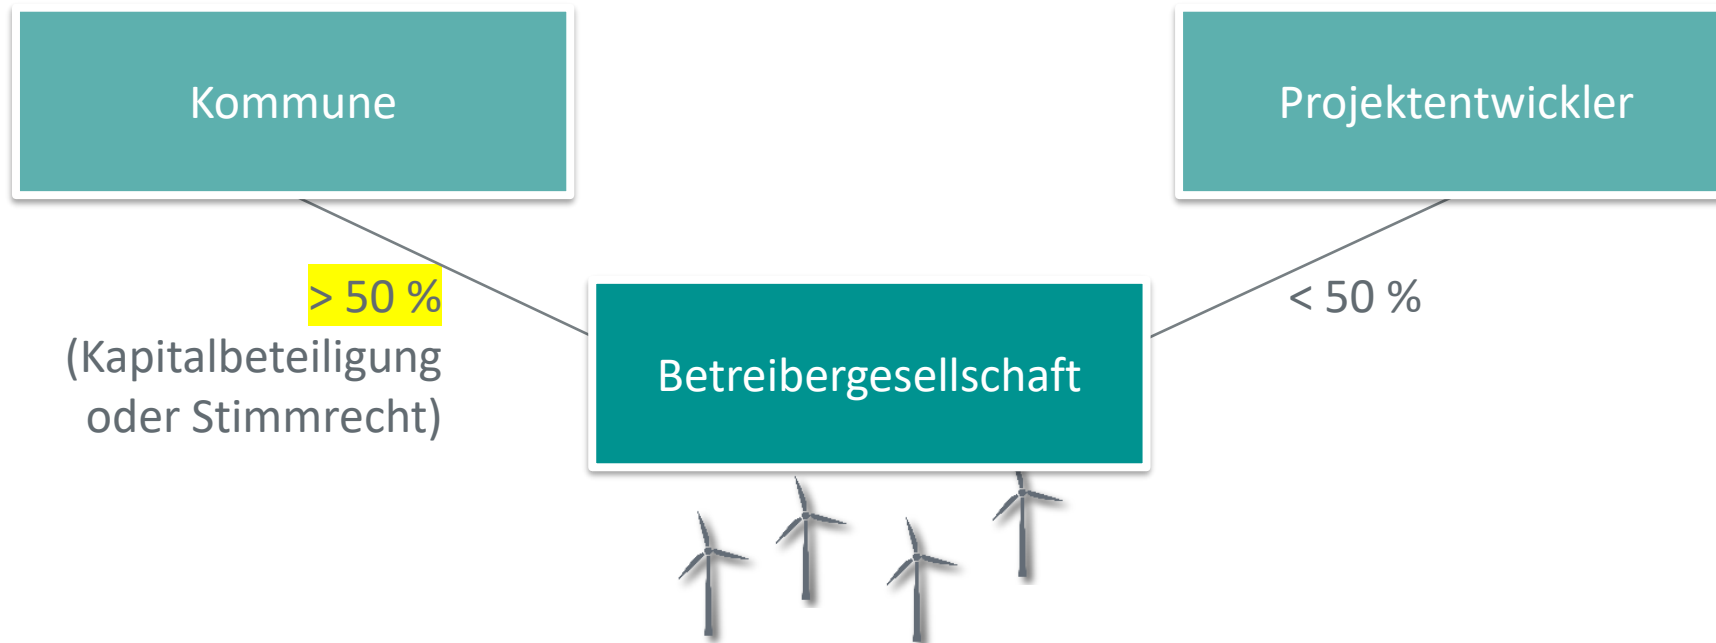 Kommune
Projektentwickler
> 50 %
(Kapitalbeteiligung
oder Stimmrecht)
< 50 %
Betreibergesellschaft